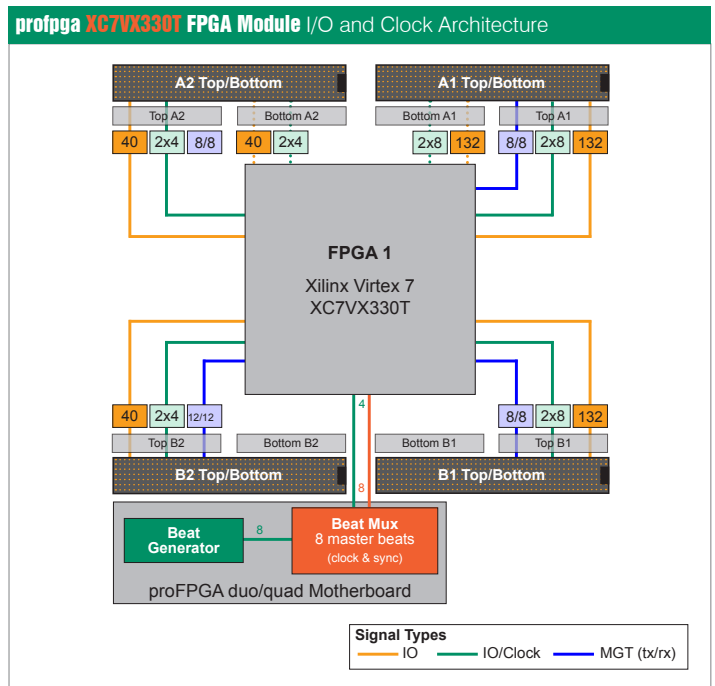 profpga XC7VX330T FPGA Module I/O and Clock Architecture
A2 Top/Bottom
A1 Top/Bottom
Top A2
Bottom A2
Bottom A1
Top A1
40
2x4
8/8
40
2x4
2x8
132
8/8
2x8
132
FPGA 1
Xilinx Virtex 7
XC7VX330T
40
2x4
12/12
4
8/8
2x8
132
Top B2
Bottom B2
Bottom B1
Top B1
B2 Top/Bottom
B1 Top/Bottom
8
Beat
Generator
8
Beat Mux
8 master beats
(clock & sync)
proFPGA duo/quad Motherboard
Signal Types
IO
IO/Clock
MGT (tx/rx)